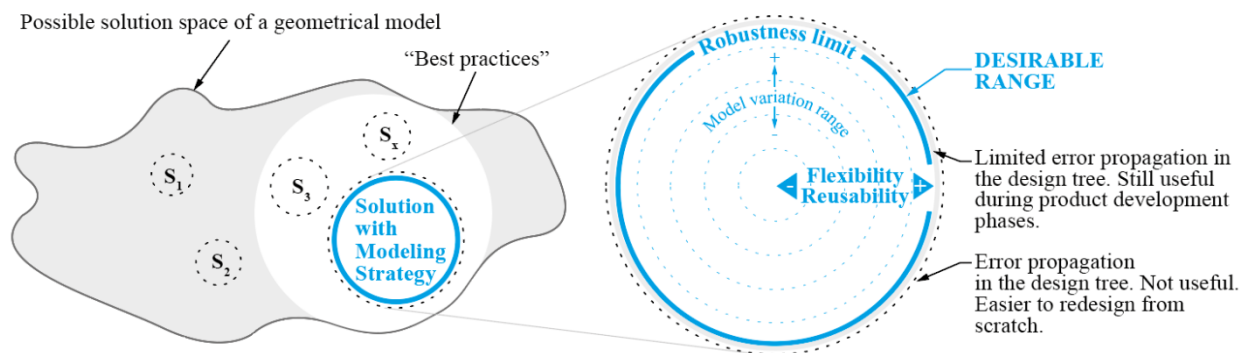 Possible solution space of a geometrical model
“Best practices”
S1
S2
S3
Sx
Solution
with
Modeling
Strategy
Robustness limit
+
Model variation range
-
- Flexibility +
Reusability
DESIRABLE
RANGE
Limited error propagation in
the design tree. Still useful
during product development
phases.
Error propagation
in the design tree. Not useful.
Easier to redesign from
scratch.